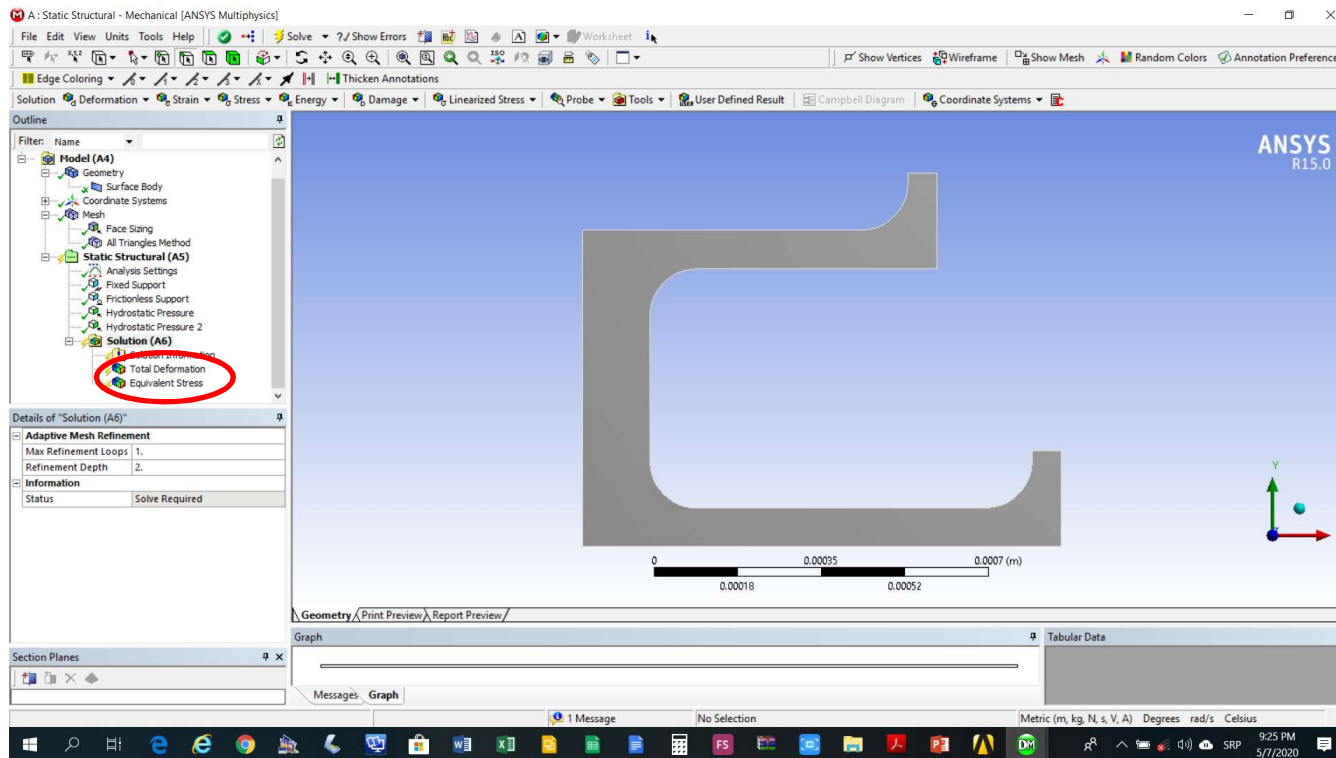 A : Static Structural - Mechanical [ANSYS Multiphysics]
File Edit View Units Tools Help Solve ?/ Show Errors Worksheet
Show Vertices Wireframe Show Mesh Random Colors Annotation Preference
Edge Coloring Thicken Annotations
Solution Deformation Strain Stress Energy Damage Linearized Stress Probe Tools User Defined Result Campbell Diagram Coordinate Systems
Outline
Filter: Name
Model (A4)
Geometry
Surface Body
Coordinate Systems
Mesh
Face Sizing
All Triangles Method
Static Structural (A5)
Analysis Settings
Fixed Support
Frictionless Support
Hydrostatic Pressure
Hydrostatic Pressure 2
Solution (A6)
Solution Information
Total Deformation
Equivalent Stress
Details of "Solution (A6)"
Adaptive Mesh Refinement
Max Refinement Loops 1.
Refinement Depth 2.
Information
Status Solve Required
Section Planes
ANSYS
R15.0
Y
0 0.00035 0.0007 (m)
0.00018 0.00052
Geometry Print Preview Report Preview
Graph
Tabular Data
Messages Graph
1 Message No Selection Metric (m, kg, N, s, V, A) Degrees rad/s Celsius
FS DM SRP 9:25 PM
5/7/2020